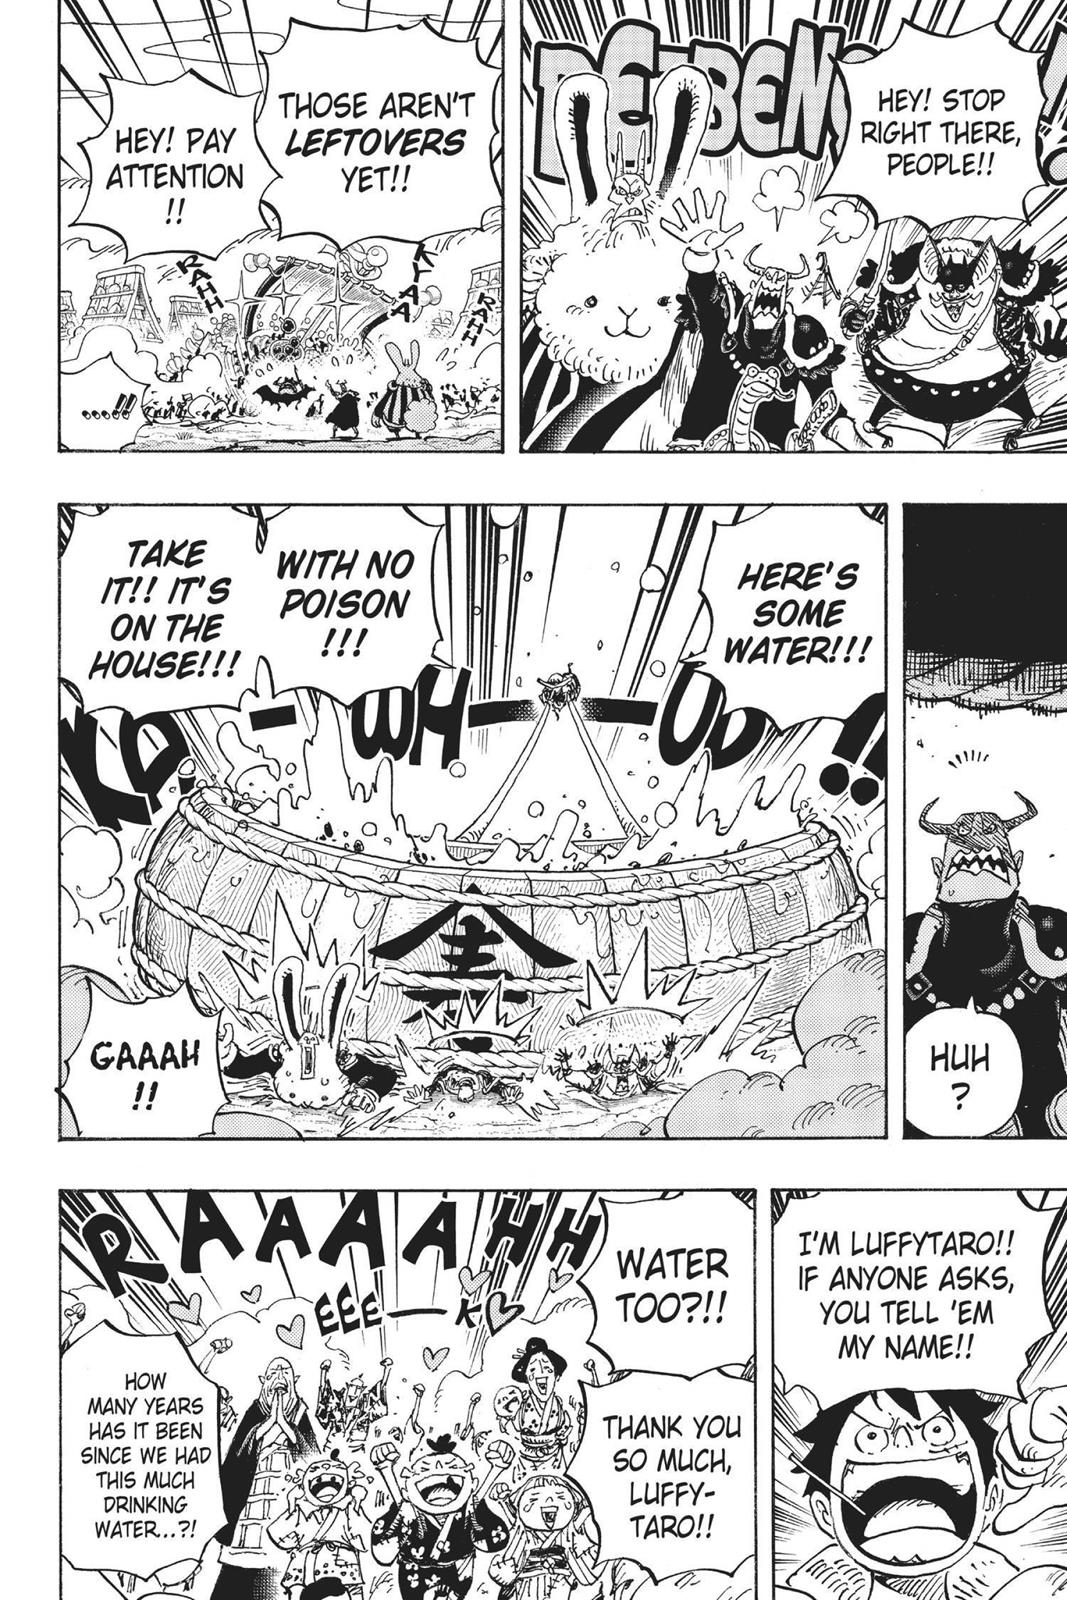 HEY! STOP
RIGHT THERE,
PEOPLE!!
THOSE AREN'T
LEFTOVERS
YET!!
HEY! PAY
ATTENTION
!!
RAHH
KYAA
RAHH
...!!
HUH
?
HERE'S
SOME
WATER!!!
WITH NO
POISON
!!!
TAKE
IT!! IT'S
ON THE
HOUSE!!!
GAAAH
!!
I'M LUFFYTARO!!
IF ANYONE ASKS,
YOU TELL 'EM
MY NAME!!
WATER
TOO?!!
THANK YOU
SO MUCH,
LUFFY-
TARO!!
RAAAAHH
EEE—K
HOW
MANY YEARS
HAS IT BEEN
SINCE WE HAD
THIS MUCH
DRINKING
WATER...?!